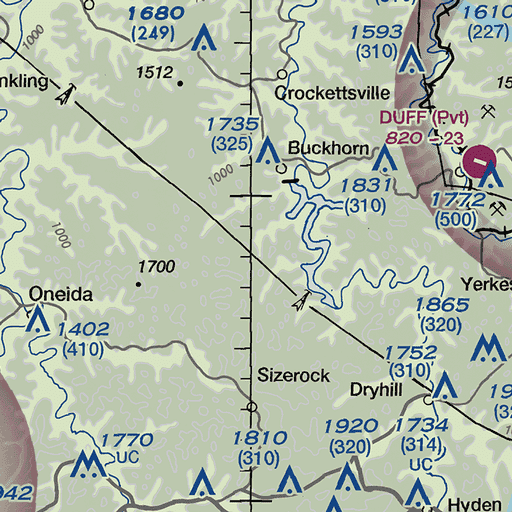 1680
(249)
1000
1593
(310)
1610
(227)
nkling
1512
Crockettsville
DUFF (Pvt)
820 - 23
1735
(325)
Buckhorn
1000
1831
(310)
1772
(500)
1000
1700
Oneida
1402
(410)
Yerkes
1865
(320)
1752
(310)
Sizerock
Dryhill
1770
UC
1810
(310)
1920
(320)
1734
(314)
UC
942
Hyden